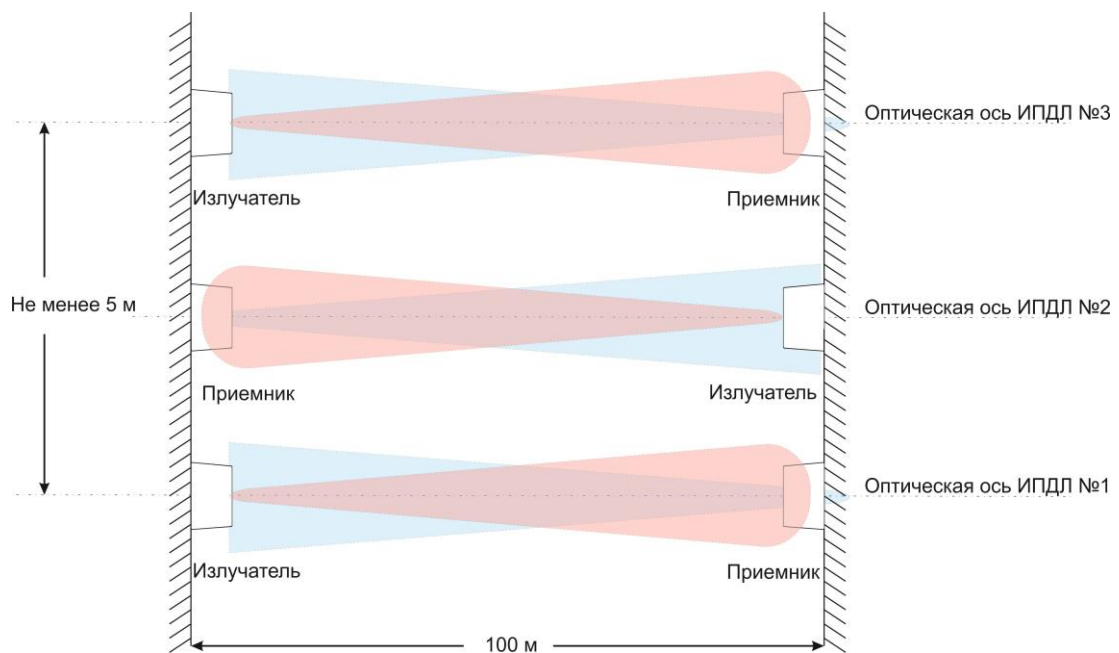 Оптическая ось ИПДЛ №3
Излучатель
Приемник
Не менее 5 м
Оптическая ось ИПДЛ №2
Приемник
Излучатель
Оптическая ось ИПДЛ №1
Излучатель
Приемник
100 м